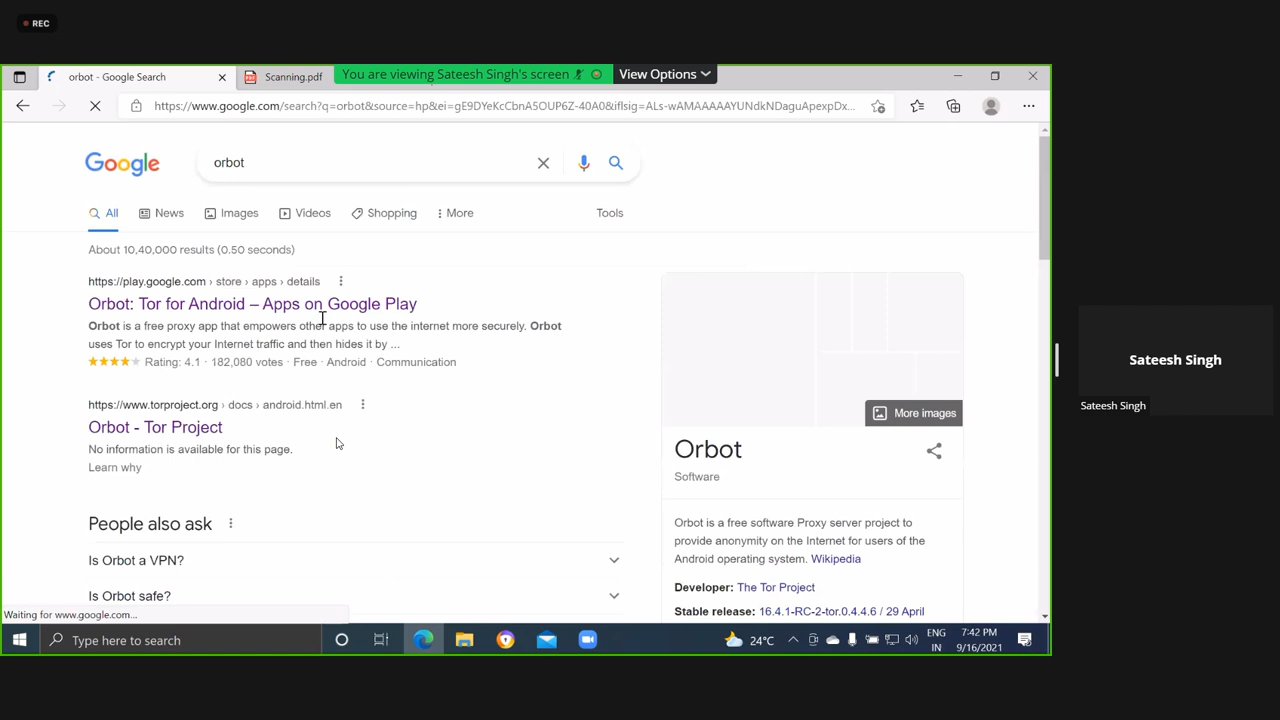 REC
orbot - Google Search
Scanning.pdf
You are viewing Sateesh Singh's screen
View Options
https://www.google.com/search?q=orbot&source=hp&ei=gE9DYeKcCbnA5OUP6Z-40A0&iflsig=ALs-wAMAAAAAYUNdkNDaguApexpDx...
Google
orbot
All
News
Images
Videos
Shopping
More
Tools
About 10,40,000 results (0.50 seconds)
https://play.google.com › store › apps › details
Orbot: Tor for Android – Apps on Google Play
Orbot is a free proxy app that empowers other apps to use the internet more securely. Orbot
uses Tor to encrypt your Internet traffic and then hides it by ...
Rating: 4.1 · 182,080 votes · Free · Android · Communication
https://www.torproject.org › docs › android.html.en
Orbot - Tor Project
No information is available for this page.
Learn why
People also ask
Is Orbot a VPN?
Is Orbot safe?
More images
Orbot
Software
Orbot is a free software Proxy server project to
provide anonymity on the Internet for users of the
Android operating system. Wikipedia
Developer: The Tor Project
Stable release: 16.4.1-RC-2-tor.0.4.4.6 / 29 April
Waiting for www.google.com...
Type here to search
24°C
ENG
IN
7:42 PM
9/16/2021
Sateesh Singh
Sateesh Singh